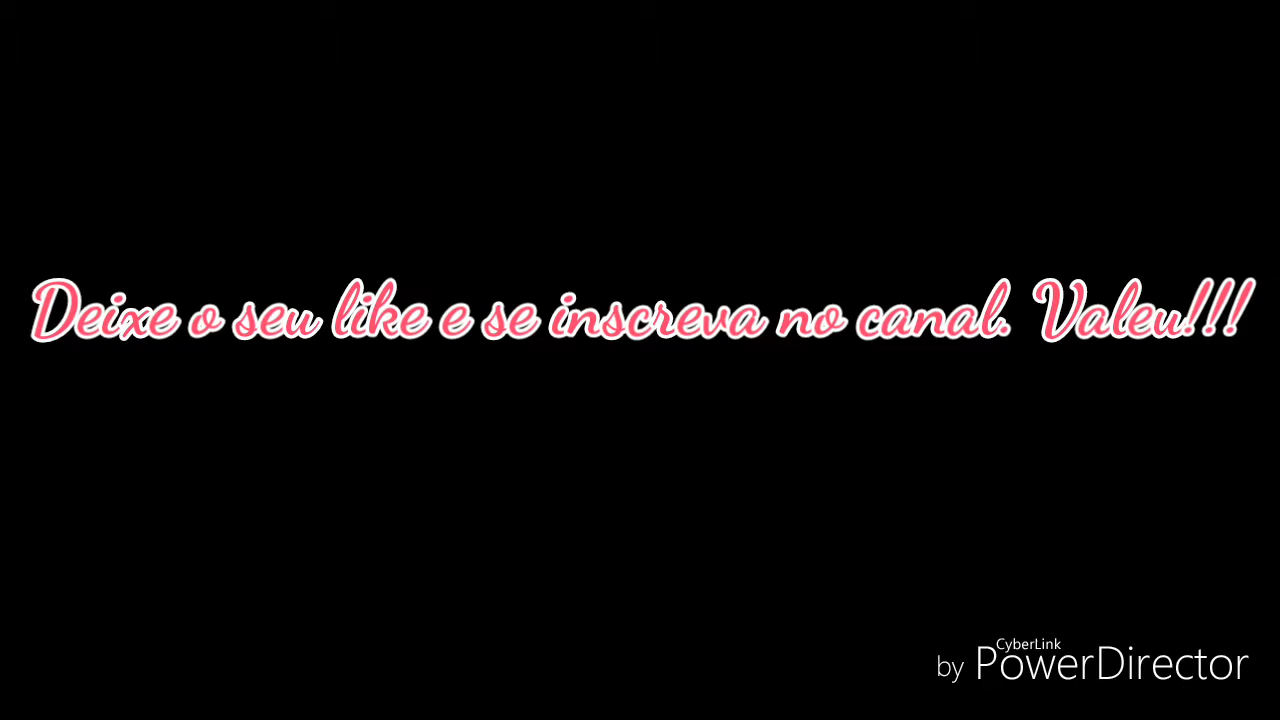 Deixe o seu like e se inscreva no canal. Valeu!!!
CyberLink
by PowerDirector